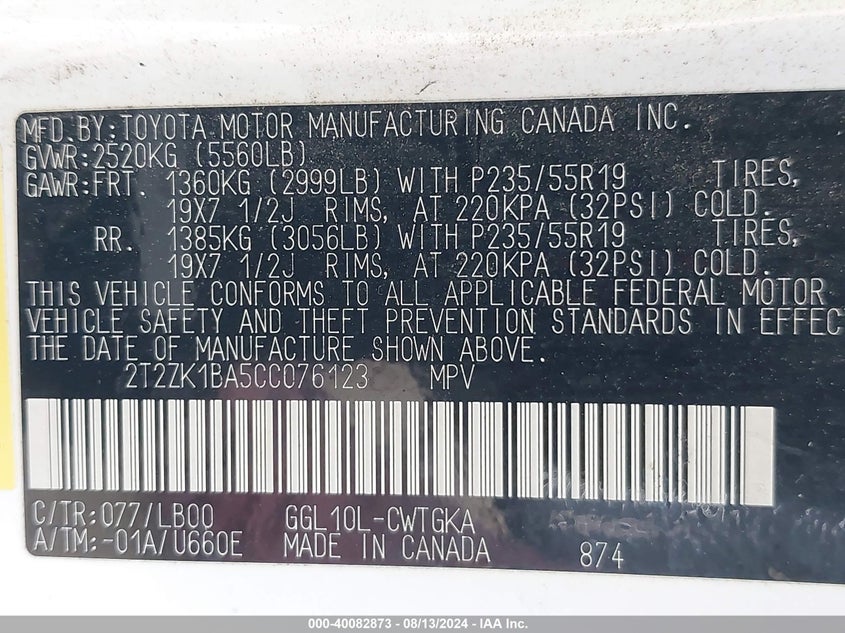 MFD.BY:TOYOTA MOTOR MANUFACTURING CANADA INC.
GVWR:2520KG (5560LB)
GAWR:FRT. 1360KG (2999LB) WITH P235/55R19 TIRES,
19X7 1/2J RIMS, AT 220KPA (32PSI) COLD.
RR. 1385KG (3056LB) WITH P235/55R19 TIRES,
19X7 1/2J RIMS, AT 220KPA (32PSI) COLD.
THIS VEHICLE CONFORMS TO ALL APPLICABLE FEDERAL MOTOR
VEHICLE SAFETY AND THEFT PREVENTION STANDARDS IN EFFEC
THE DATE OF MANUFACTURE SHOWN ABOVE.
2T2ZK1BA5CC076123 MPV
C/TR:077/LB00 GGL10L-CWTGKA
A/TM:-01A/U660E MADE IN CANADA 874
000-40082873 - 08/13/2024 - IAA Inc.